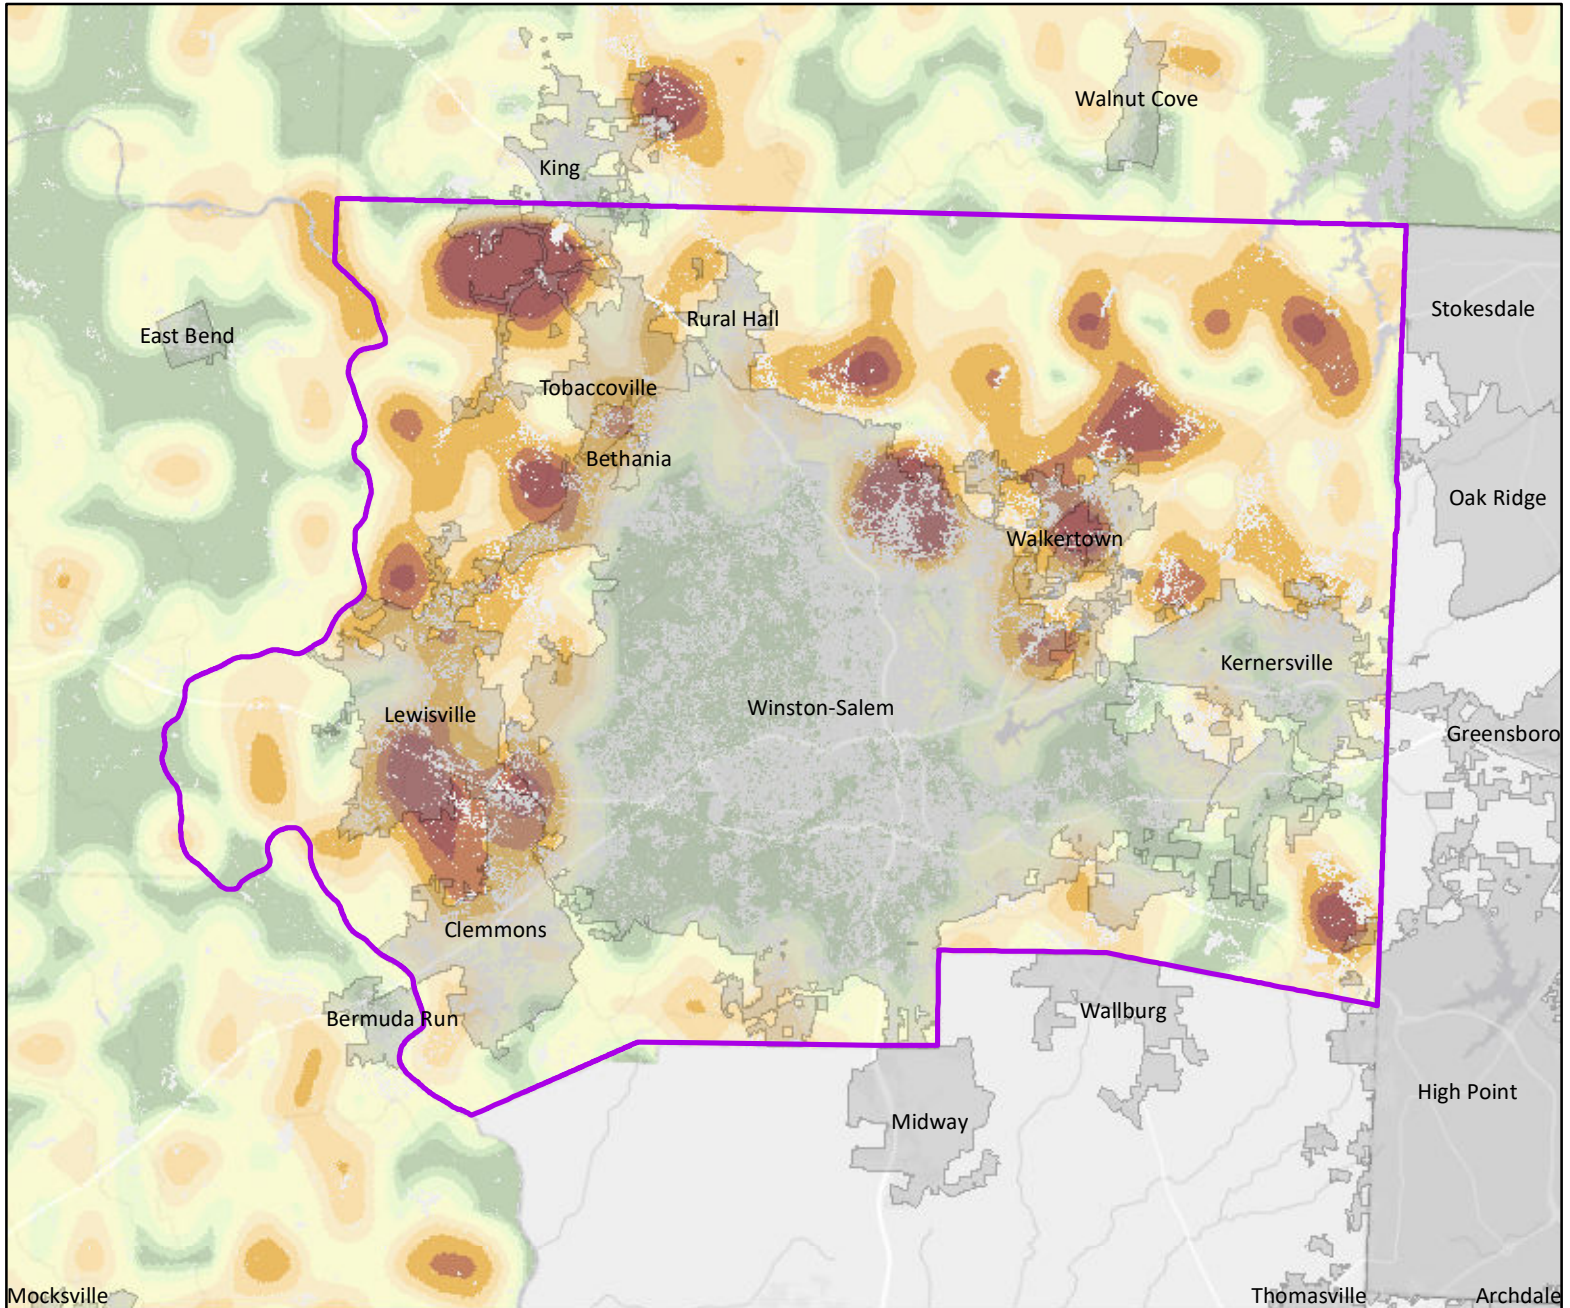 Walnut Cove
King
Stokesdale
Rural Hall
East Bend
Tobaccoville
Bethania
Oak Ridge
Walkertown
Kernersville
Winston-Salem
Lewisville
Greensboro
Clemmons
Wallburg
Bermuda Run
High Point
Midway
Mocksville
Thomasville
Archdale